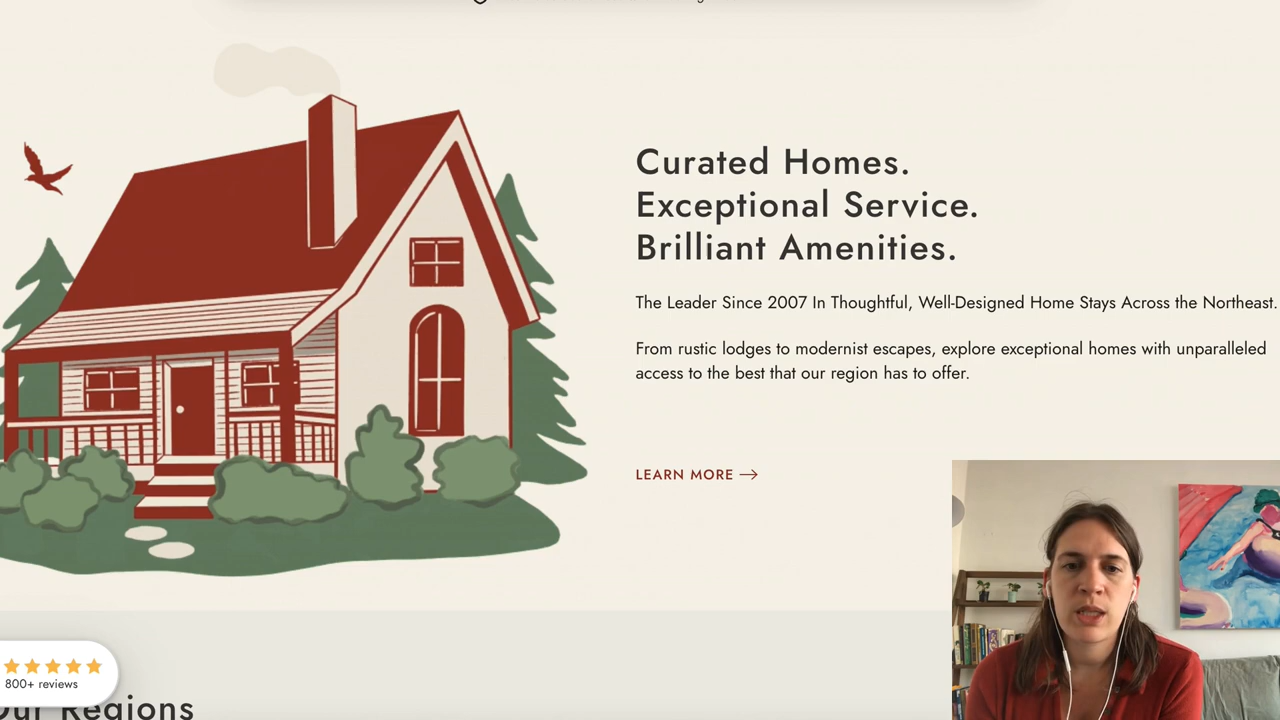 Curated Homes.
Exceptional Service.
Brilliant Amenities.
The Leader Since 2007 In Thoughtful, Well-Designed Home Stays Across the Northeast.
From rustic lodges to modernist escapes, explore exceptional homes with unparalleled
access to the best that our region has to offer.
LEARN MORE
800+ reviews
Our Regions